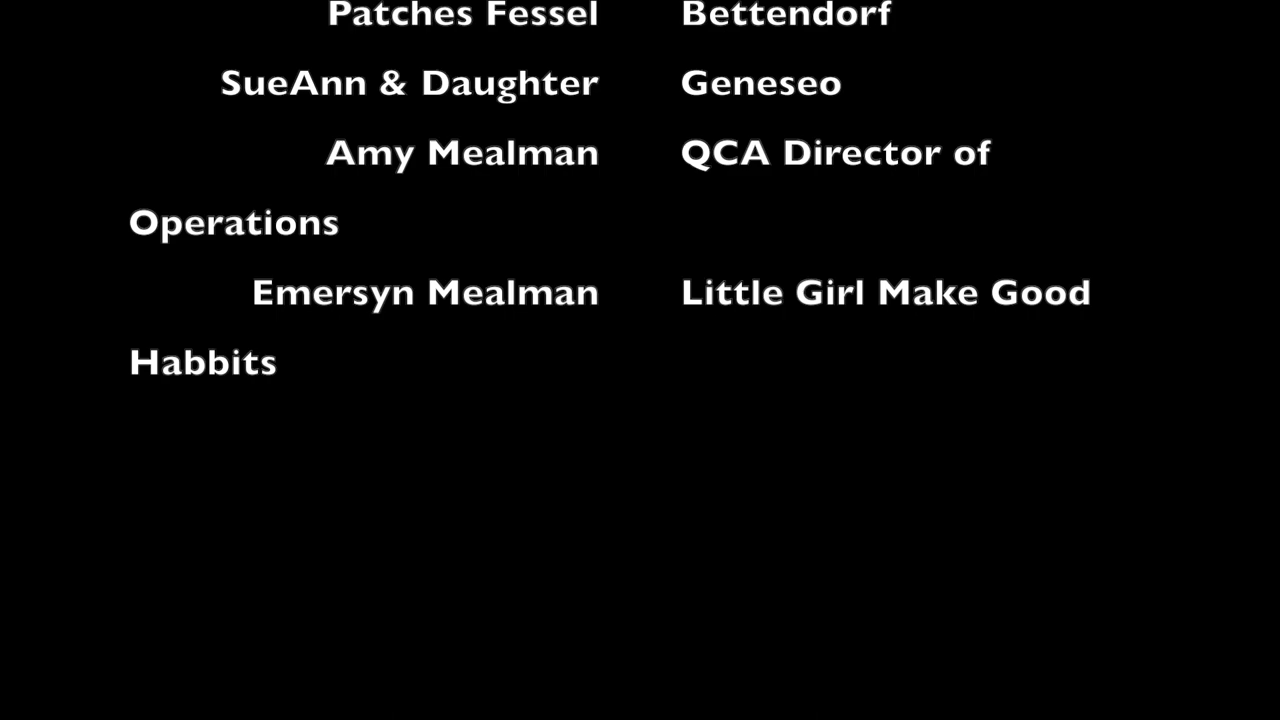 Patches Fessel Bettendorf
SueAnn & Daughter Geneseo
Amy Mealman QCA Director of
Operations
Emersyn Mealman Little Girl Make Good
Habbits